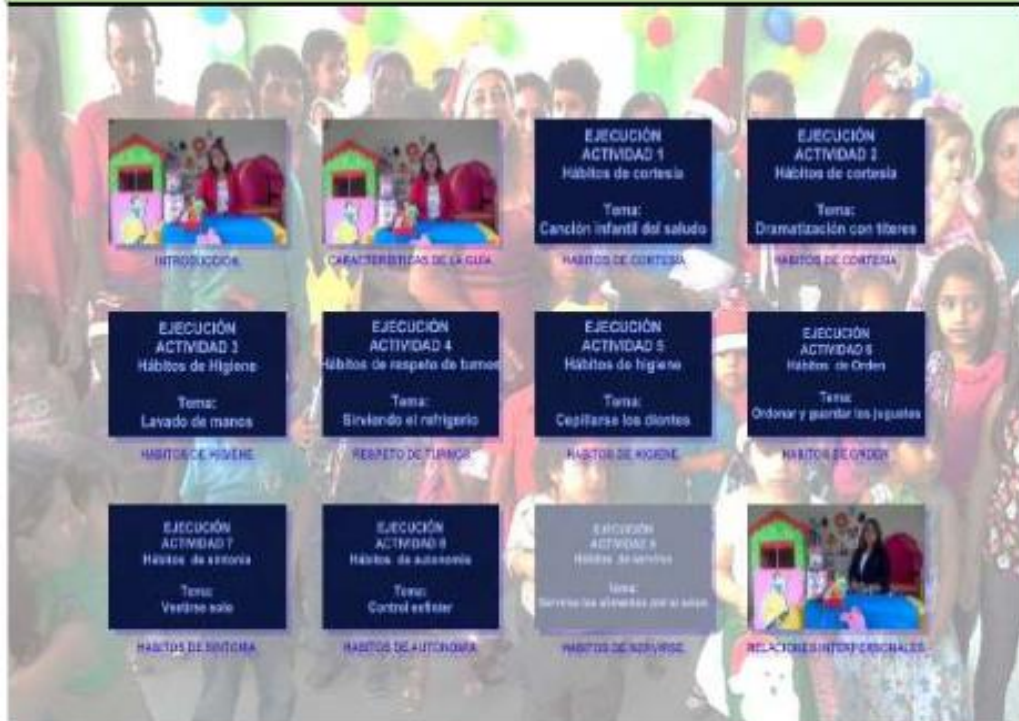 INTRODUCCION
CARACTERISTICAS DE LA GUIA
EJECUCIÓN
ACTIVIDAD 1
Hábitos de cortesía
Tema:
Canción infantil del saludo
HABITOS DE CORTESIA
EJECUCIÓN
ACTIVIDAD 2
Hábitos de cortesía
Tema:
Dramatización con títeres
HABITOS DE CORTESIA
EJECUCIÓN
ACTIVIDAD 3
Hábitos de Higiene
Tema:
Lavado de manos
HABITOS DE HIGIENE
EJECUCIÓN
ACTIVIDAD 4
Hábitos de respeto de turnos
Tema:
Sirviendo el refrigerio
RESPETO DE TURNOS
EJECUCIÓN
ACTIVIDAD 5
Hábitos de higiene
Tema:
Cepillarse los dientes
HABITOS DE HIGIENE
EJECUCIÓN
ACTIVIDAD 6
Hábitos de Orden
Tema:
Ordenar y guardar los juguetes
HABITOS DE ORDEN
EJECUCIÓN
ACTIVIDAD 7
Hábitos de
Tema:
Vestirse solo
HABITOS DE
EJECUCIÓN
ACTIVIDAD 8
Hábitos de autonomía
Tema:
Control esfínter
HABITOS DE AUTONOMIA
EJECUCIÓN
ACTIVIDAD 9
Hábitos de
Tema:
Servirse los alimentos
HABITOS DE SERVIRSE
RELACIONES INTERPERSONALES